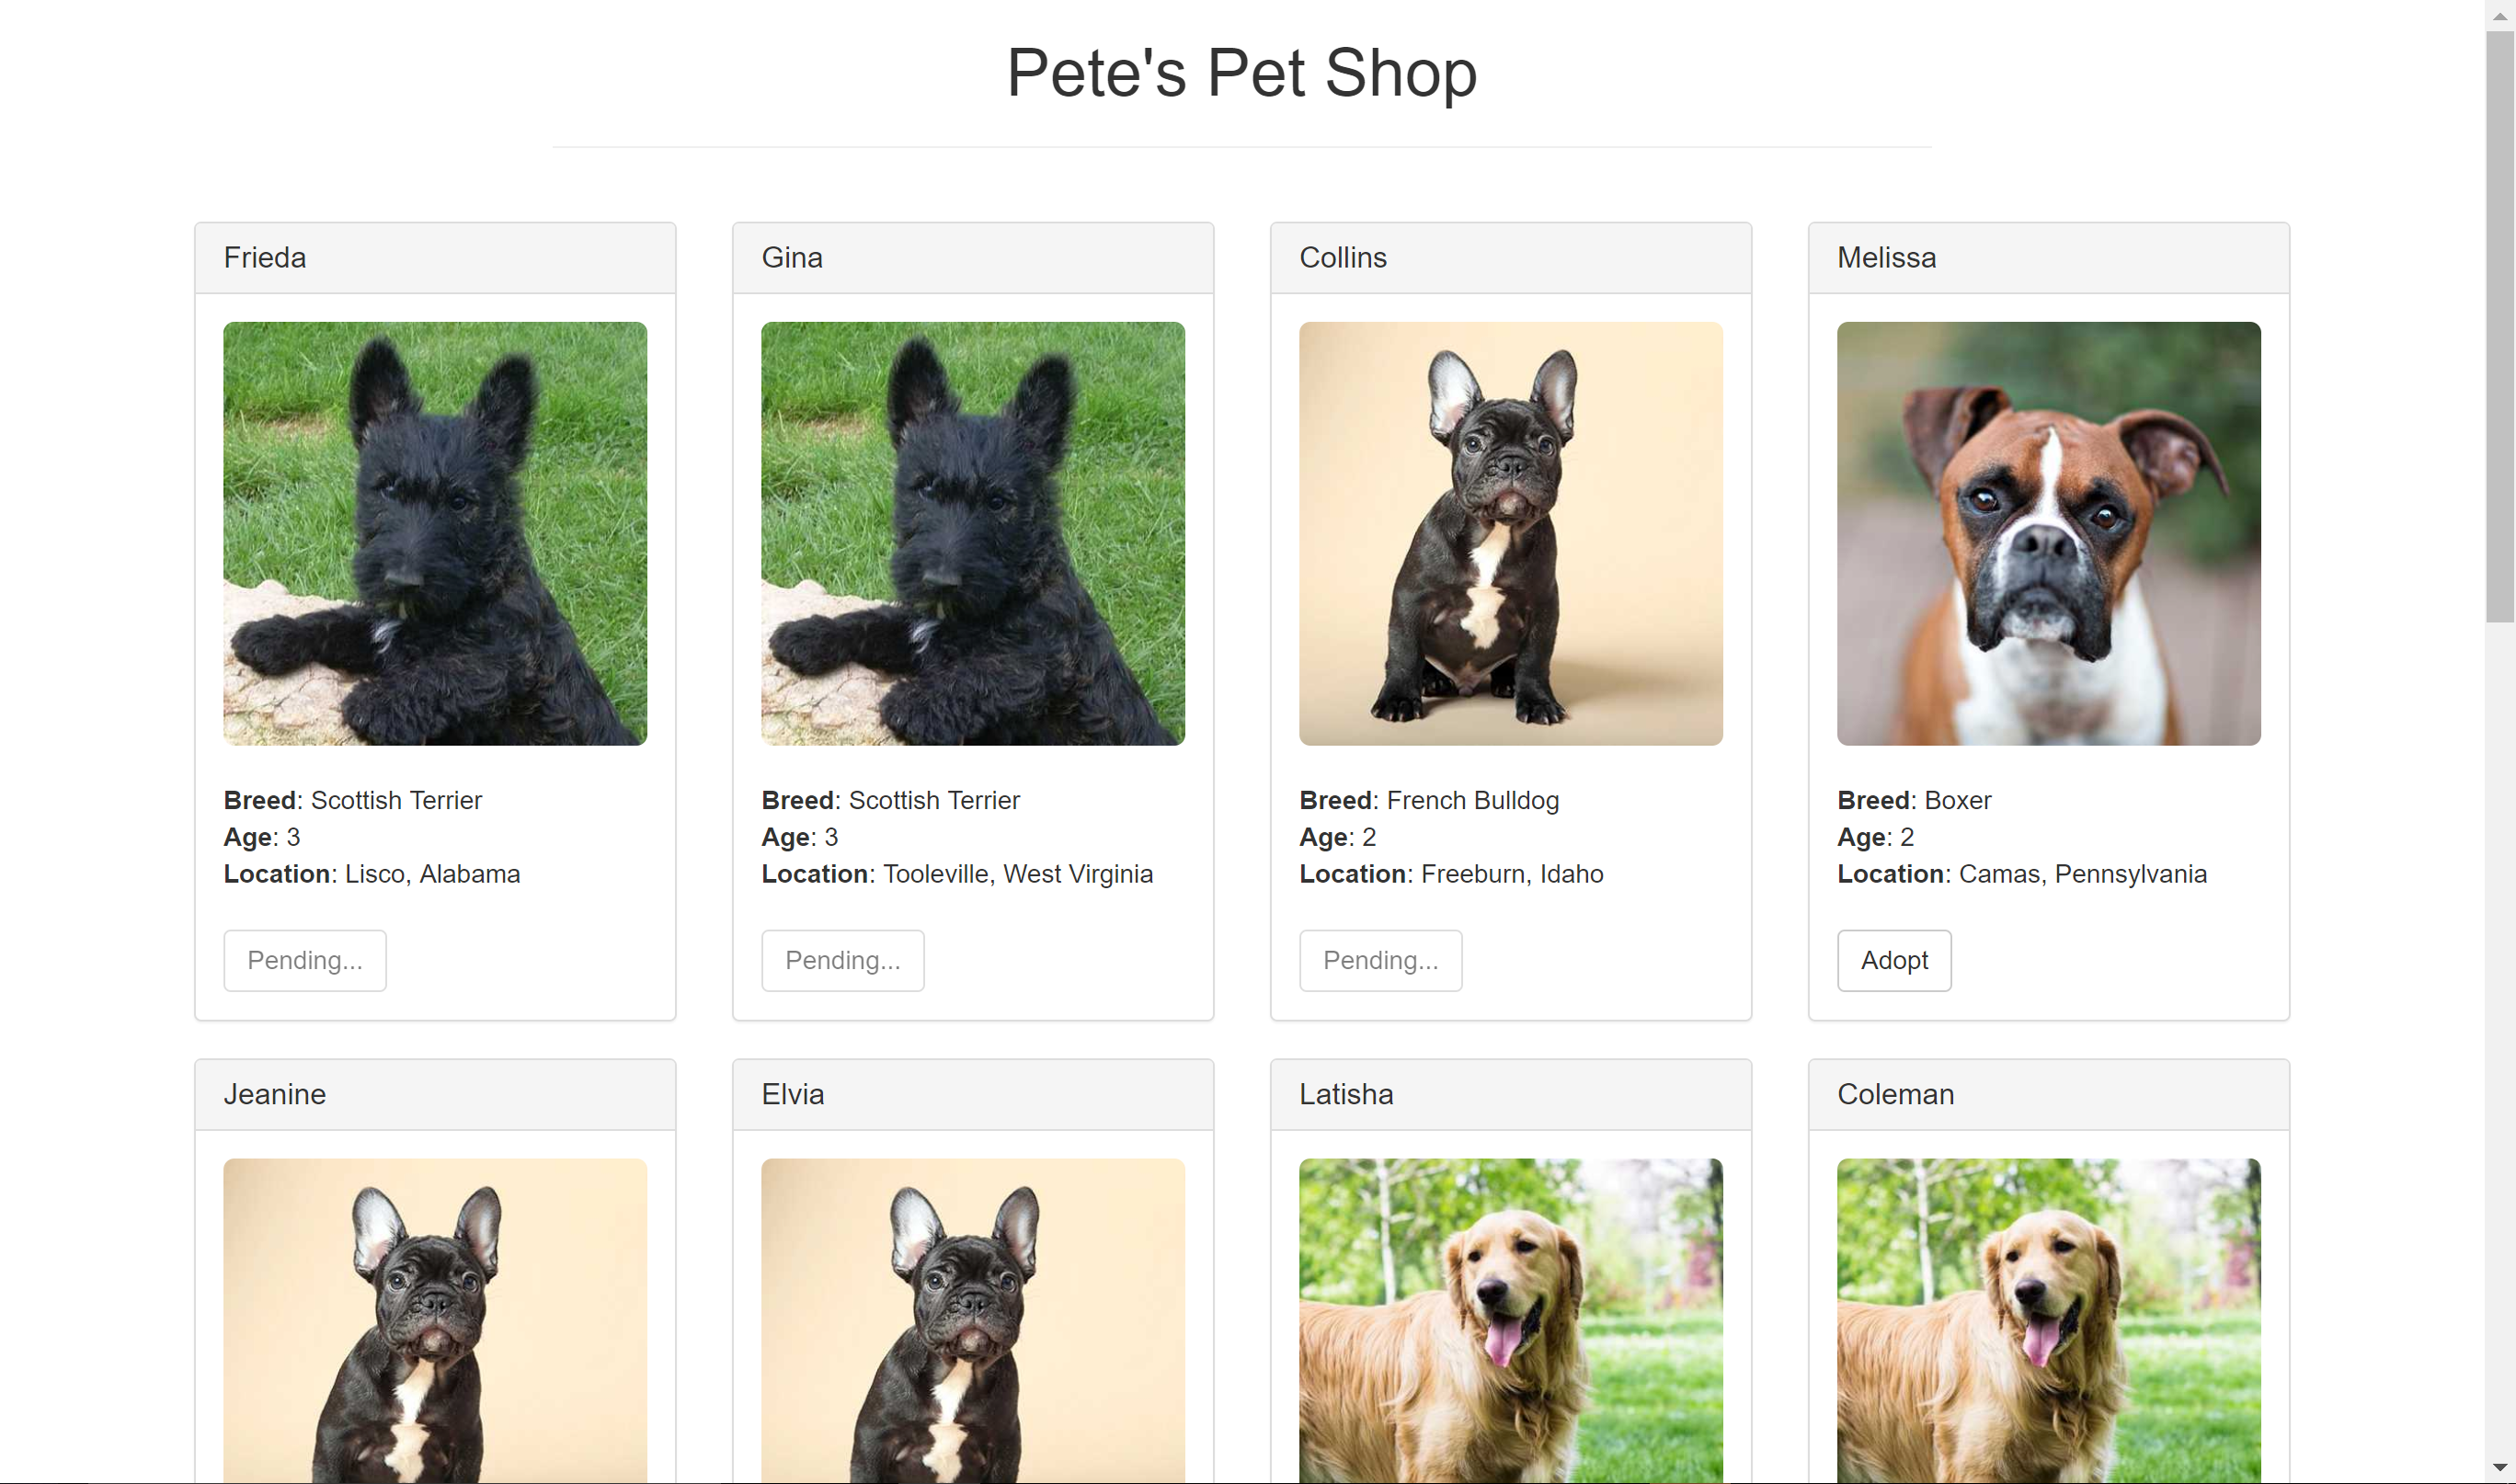 Pete's Pet Shop
Frieda
Breed: Scottish Terrier
Age: 3
Location: Lisco, Alabama
Pending...
Gina
Breed: Scottish Terrier
Age: 3
Location: Tooleville, West Virginia
Pending...
Collins
Breed: French Bulldog
Age: 2
Location: Freeburn, Idaho
Pending...
Melissa
Breed: Boxer
Age: 2
Location: Camas, Pennsylvania
Adopt
Jeanine
Elvia
Latisha
Coleman